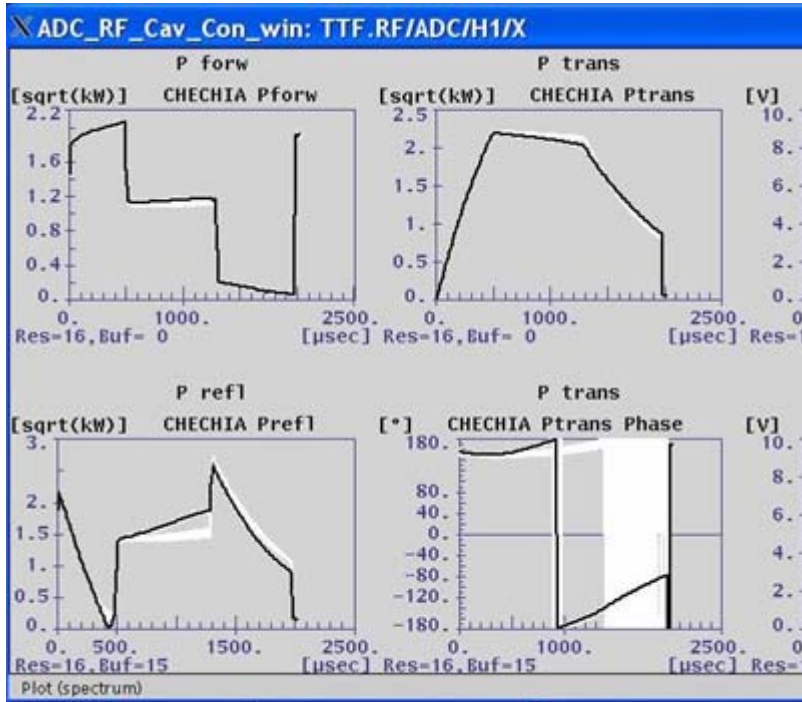 X ADC_RF_Cav_Con_win: TTF.RF/ADC/H1/X
P forw P trans
[sqrt(kW)] CHECHIA Pforw [sqrt(kW)] CHECHIA Ptrans [V]
2.2 2.5 10.
1.6 2. 8.
1.2 1.5 6.
0.8 1. 4.
0.4 0.5 2.
0. 0. 0.
0. 1000. 2500. 0. 1000. 2500. 0.
Res=16,Buf= 0 [µsec] Res=16,Buf= 0 [µsec] Res=
P refl P trans
[sqrt(kW)] CHECHIA Prefl [°] CHECHIA Ptrans Phase [V]
3. 180. 10.
2.5 80. 8.
2. 40. 6.
1.5 0. 4.
1. -40. 2.
0.5 -80. 0.
0. -120.
-180.
0. 500. 1500. 2500. 0. 1000. 2500. 0.
Res=16,Buf=15 [µsec] Res=16,Buf=15 [µsec] Res=
Plot (spectrum)